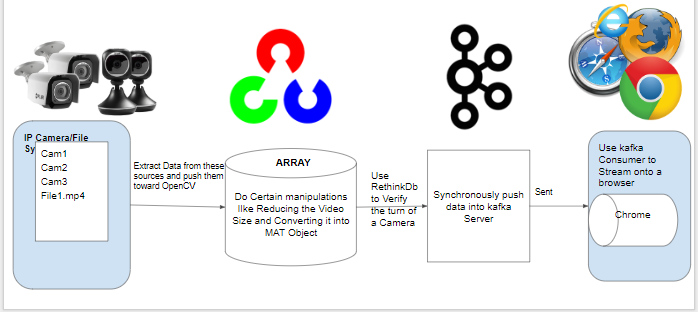 IP Camera/File
Sy
Cam1
Cam2
Cam3
File1.mp4
Extract Data from these
sources and push them
toward OpenCV
ARRAY
Do Certain manipulations
lIke Reducing the Video
Size and Converting it into
MAT Object
Use
RethinkDb
to Verify
the turn of
a Camera
Synchronously push
data into kafka
Server
Sent
Use kafka
Consumer to
Stream onto a
browser
Chrome